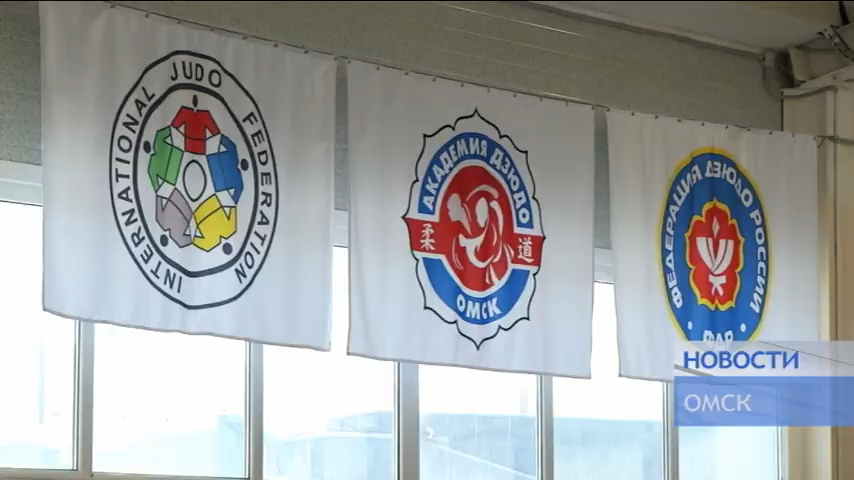 INTERNATIONAL JUDO FEDERATION
АКАДЕМИЯ ДЗЮДО
柔道
ОМСК
ФЕДЕРАЦИЯ ДЗЮДО РОССИИ
ФДР
НОВОСТИ
ОМСК